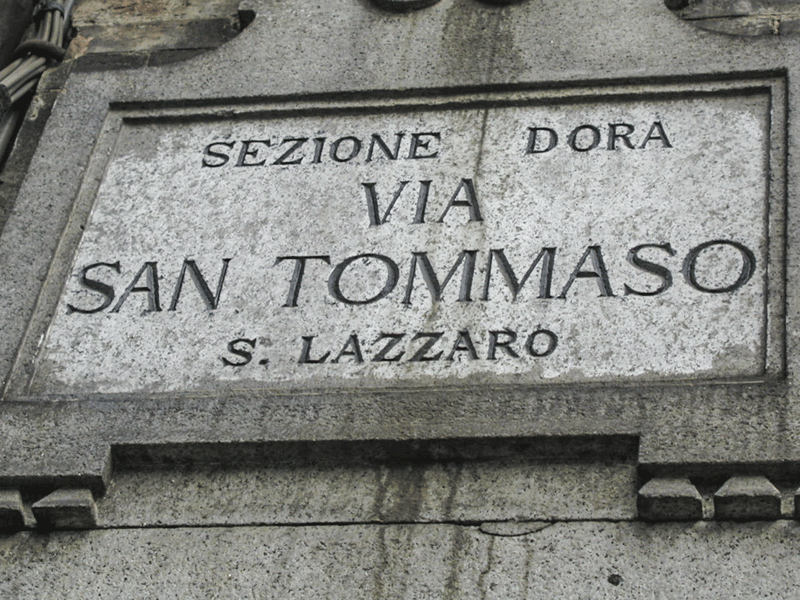 SEZIONE DORA
VIA
SAN TOMMASO
S. LAZZARO